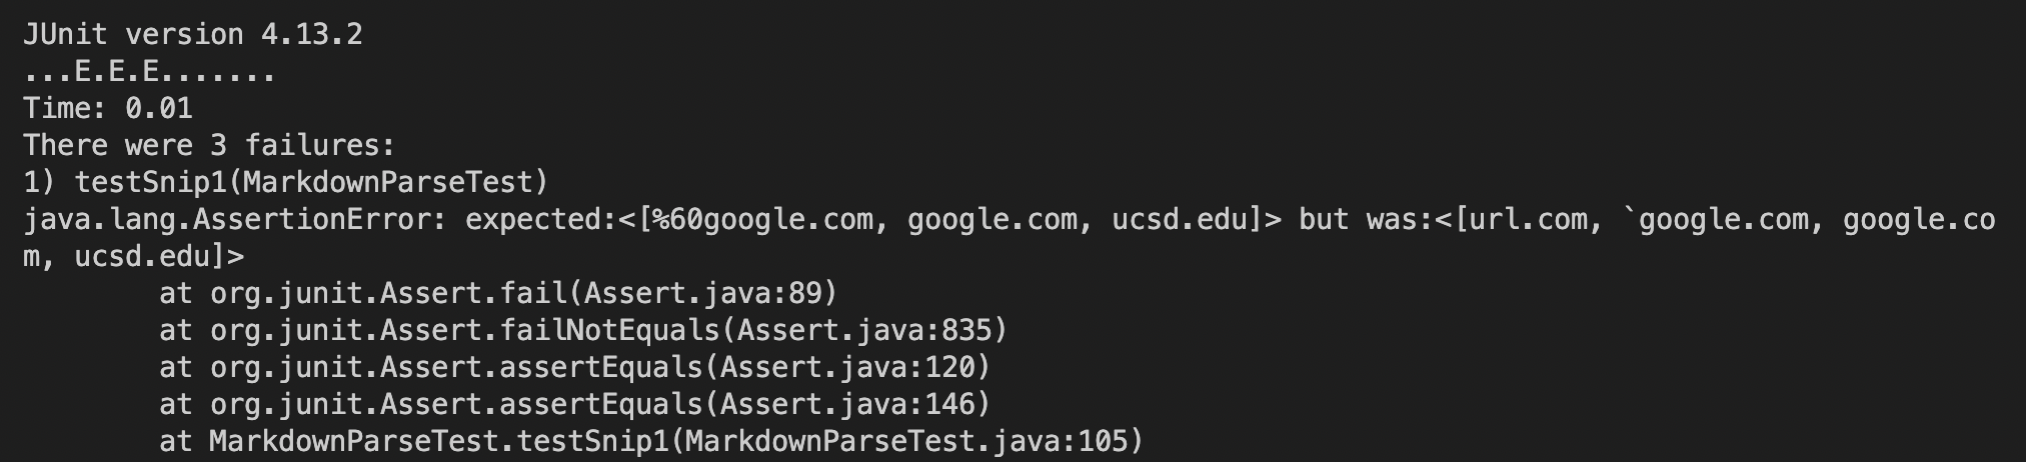 JUnit version 4.13.2
...E.E.E.......
Time: 0.01
There were 3 failures:
1) testSnip1(MarkdownParseTest)
java.lang.AssertionError: expected:<[%60google.com, google.com, ucsd.edu]> but was:<[url.com, `google.com, google.co
m, ucsd.edu]>
        at org.junit.Assert.fail(Assert.java:89)
        at org.junit.Assert.failNotEquals(Assert.java:835)
        at org.junit.Assert.assertEquals(Assert.java:120)
        at org.junit.Assert.assertEquals(Assert.java:146)
        at MarkdownParseTest.testSnip1(MarkdownParseTest.java:105)